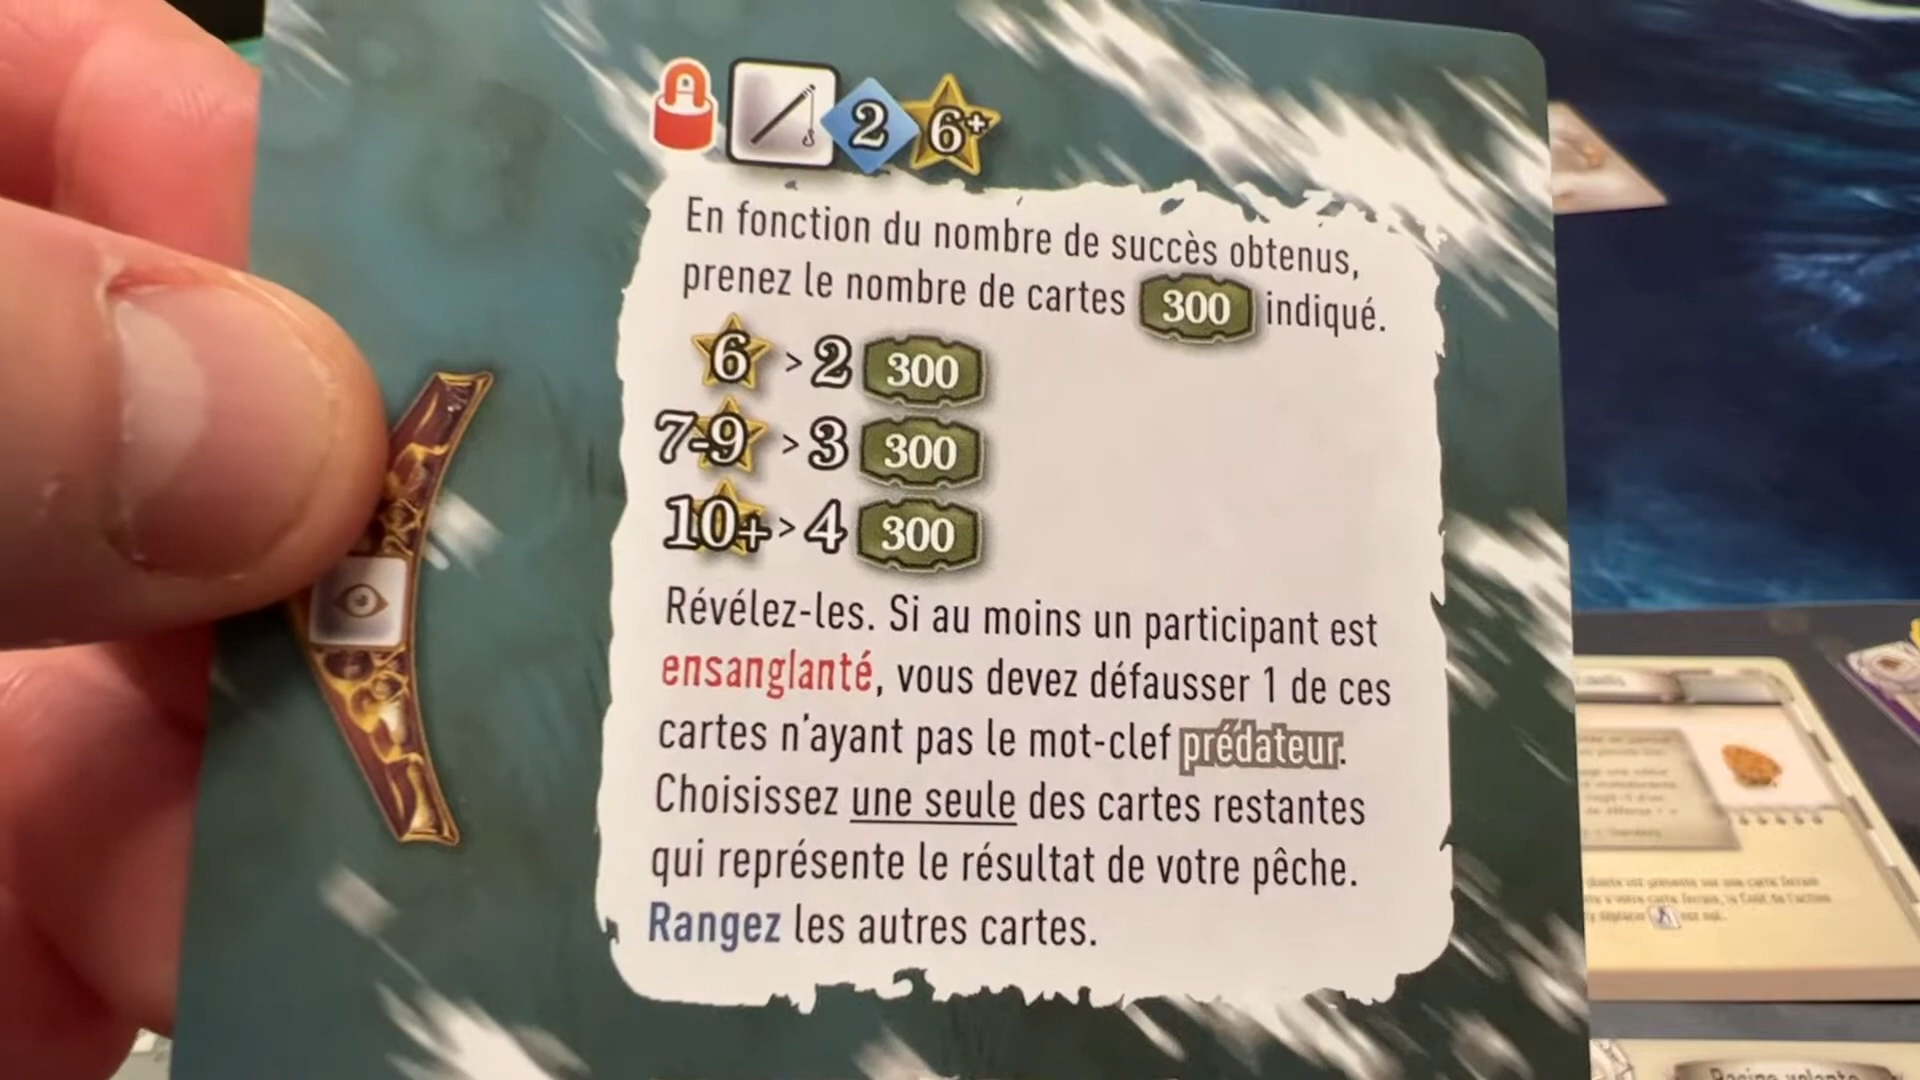 2 6+
En fonction du nombre de succès obtenus,
prenez le nombre de cartes 300 indiqué.
6 > 2 300
7-9 > 3 300
10+ > 4 300
Révélez-les. Si au moins un participant est
ensanglanté, vous devez défausser 1 de ces
cartes n'ayant pas le mot-clef prédateur.
Choisissez une seule des cartes restantes
qui représente le résultat de votre pêche.
Rangez les autres cartes.